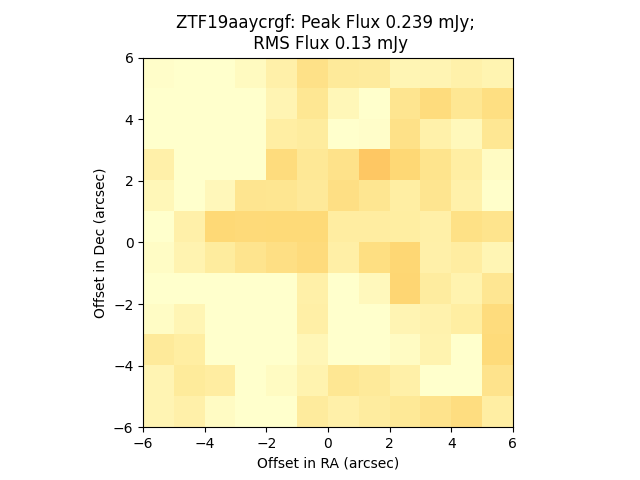 ZTF19aaycrgf: Peak Flux 0.239 mJy;
RMS Flux 0.13 mJy
6
4
2
0
−2
−4
−6
Offset in Dec (arcsec)
−6 −4 −2 0 2 4 6
Offset in RA (arcsec)